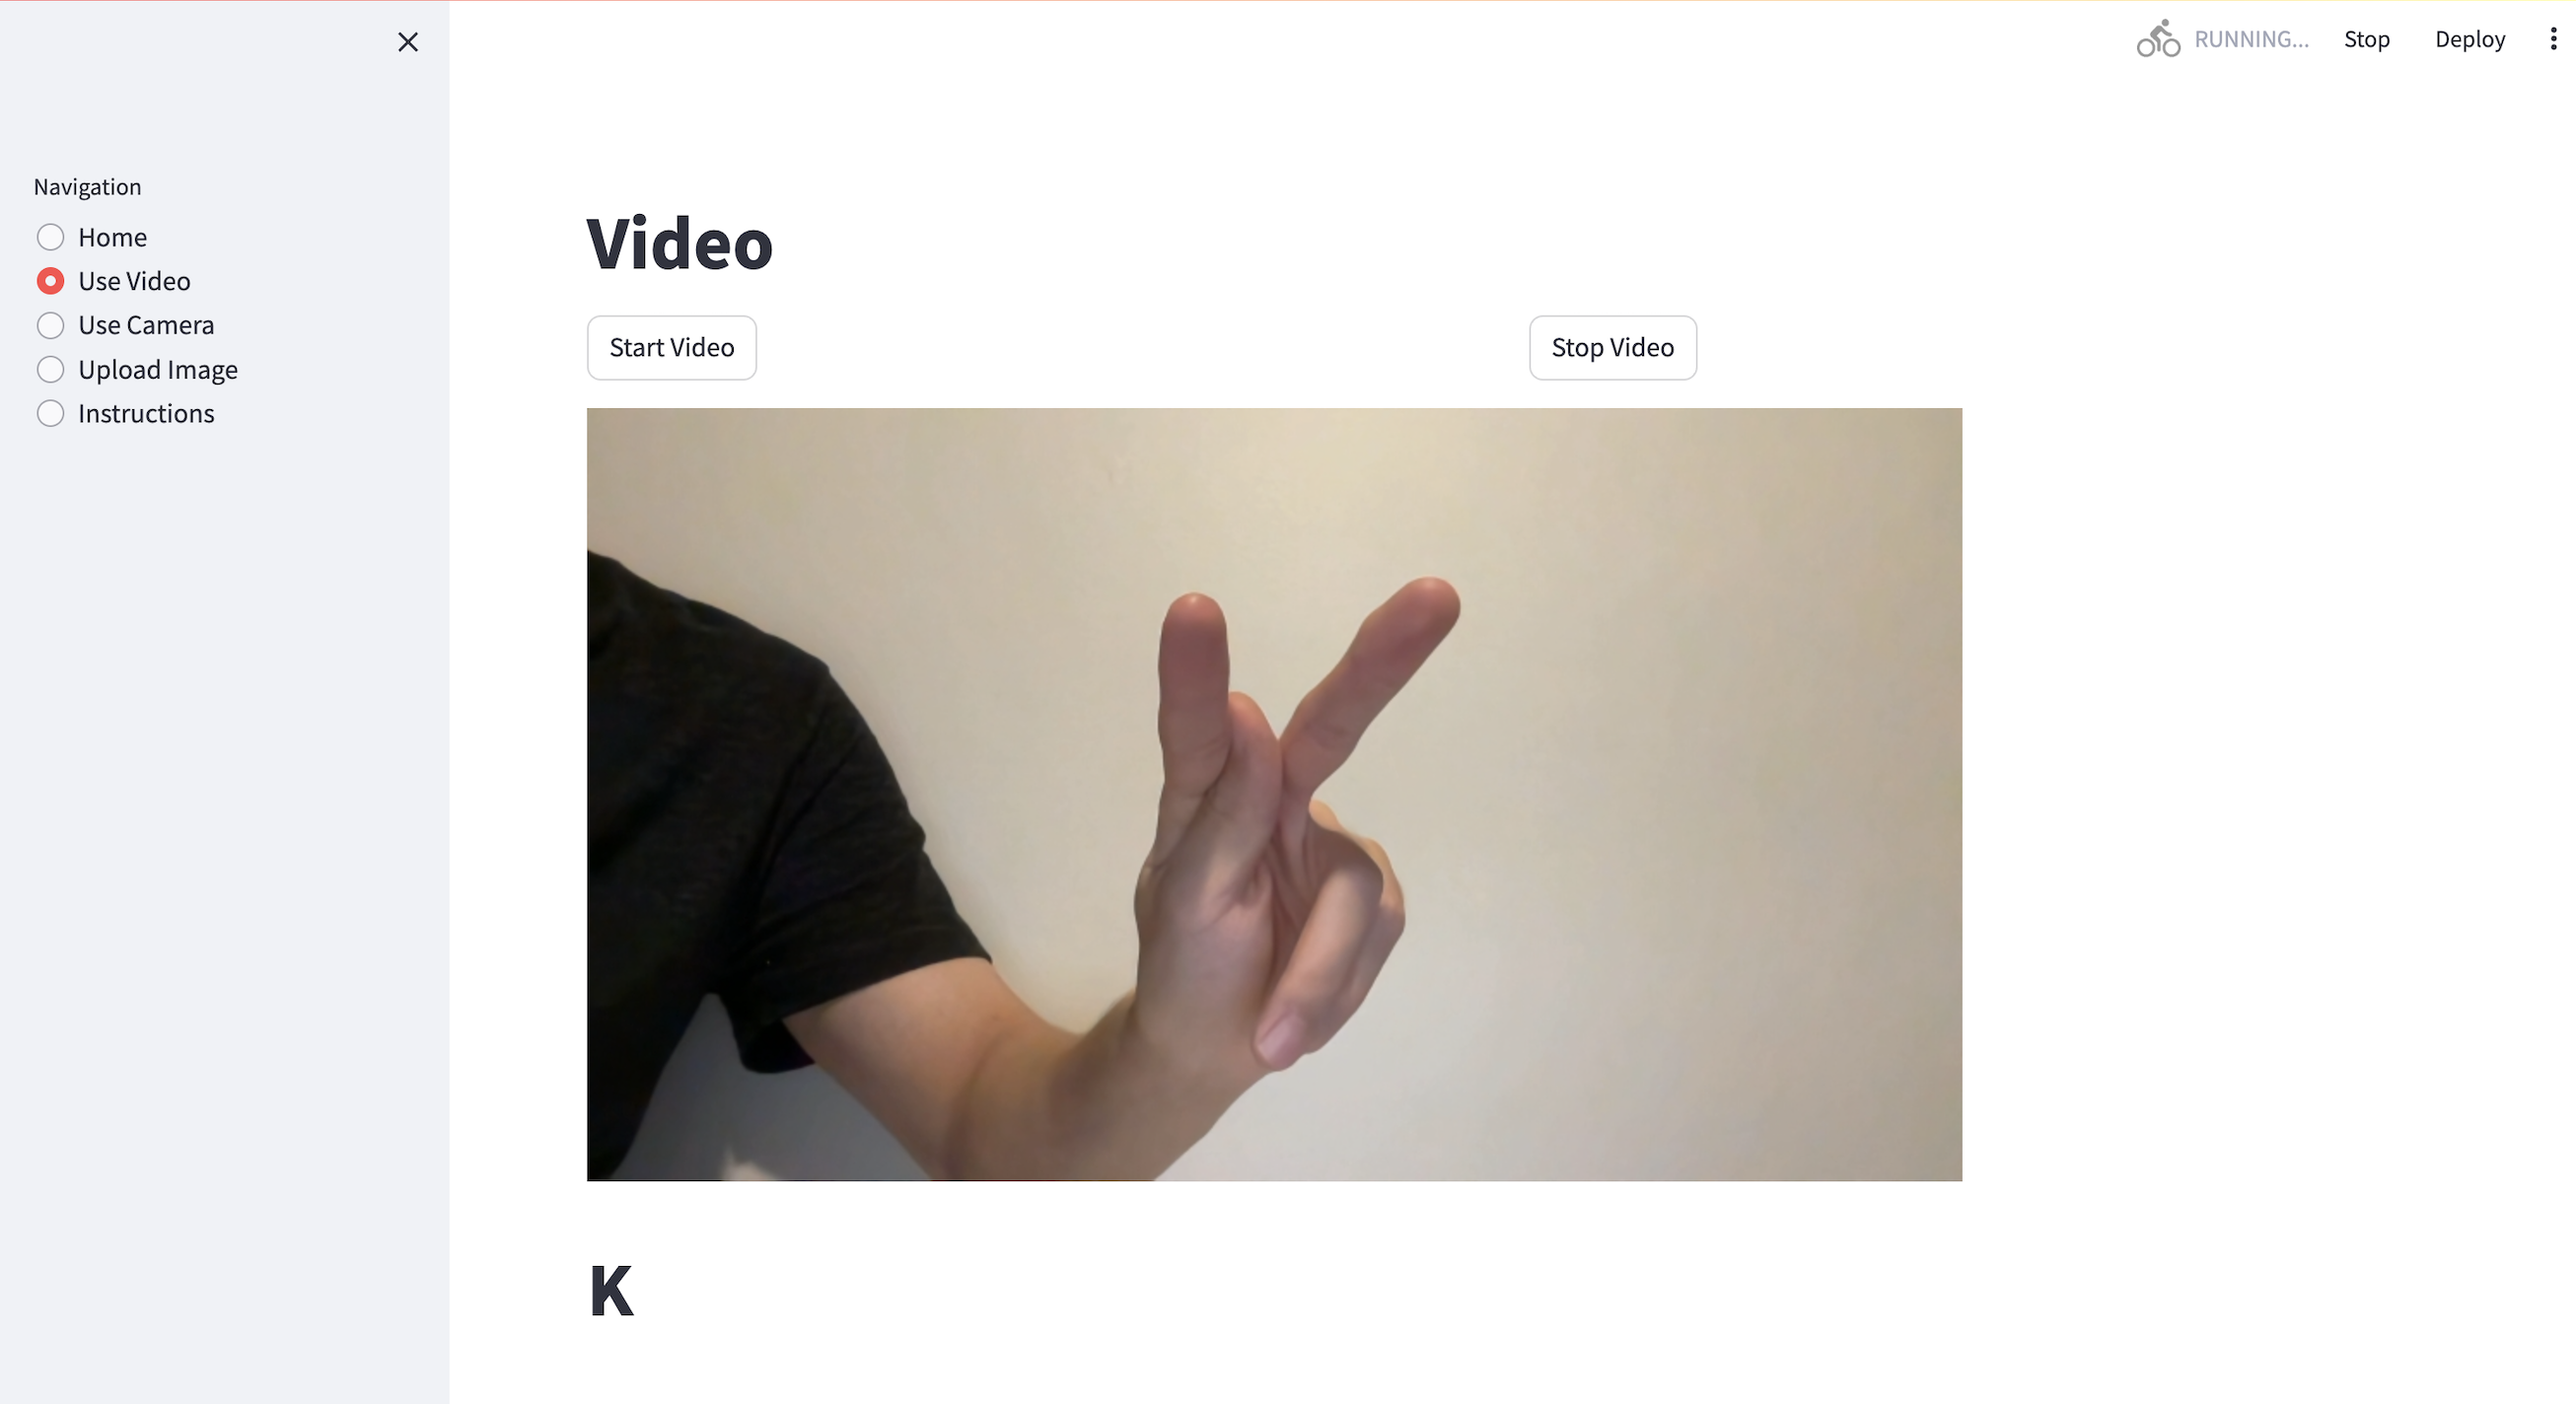 RUNNING...
Stop
Deploy
Navigation
Home
Use Video
Use Camera
Upload Image
Instructions
Video
Start Video
Stop Video
K